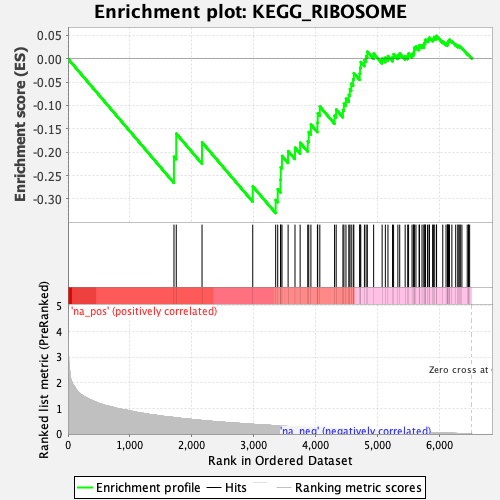 Enrichment plot: KEGG_RIBOSOME
Enrichment score (ES)
0.05
0.00
-0.05
-0.10
-0.15
-0.20
-0.25
-0.30
'na_pos' (positively correlated)
Ranked list metric (PreRanked)
5
4
3
2
1
0
Zero cross at
'na_neg' (negatively correlated)
0
1,000
2,000
3,000
4,000
5,000
6,000
Rank in Ordered Dataset
Enrichment profile
Hits
Ranking metric scores